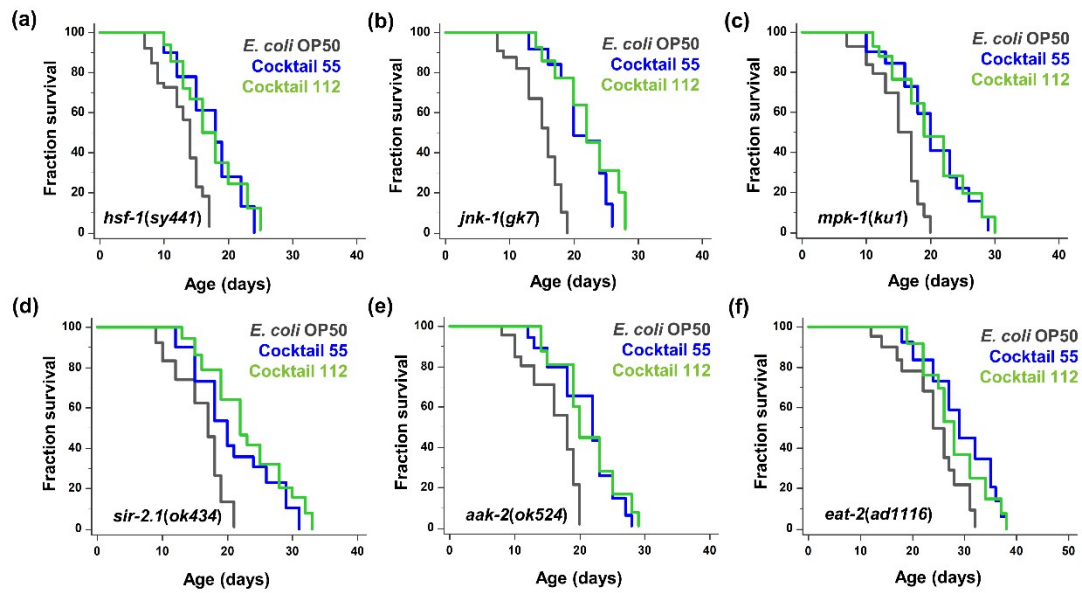 (a)
100
80
60
40
20
0
0 10 20 30 40
Fraction survival
Age (days)
E. coli OP50
Cocktail 55
Cocktail 112
hsf-1(sy441)
(b)
100
80
60
40
20
0
0 10 20 30 40
Fraction survival
Age (days)
E. coli OP50
Cocktail 55
Cocktail 112
jnk-1(gk7)
(c)
100
80
60
40
20
0
0 10 20 30 40
Fraction survival
Age (days)
E. coli OP50
Cocktail 55
Cocktail 112
mpk-1(ku1)
(d)
100
80
60
40
20
0
0 10 20 30 40
Fraction survival
Age (days)
E. coli OP50
Cocktail 55
Cocktail 112
sir-2.1(ok434)
(e)
100
80
60
40
20
0
0 10 20 30 40
Fraction survival
Age (days)
E. coli OP50
Cocktail 55
Cocktail 112
aak-2(ok524)
(f)
100
80
60
40
20
0
0 10 20 30 40 50
Fraction survival
Age (days)
E. coli OP50
Cocktail 55
Cocktail 112
eat-2(ad1116)